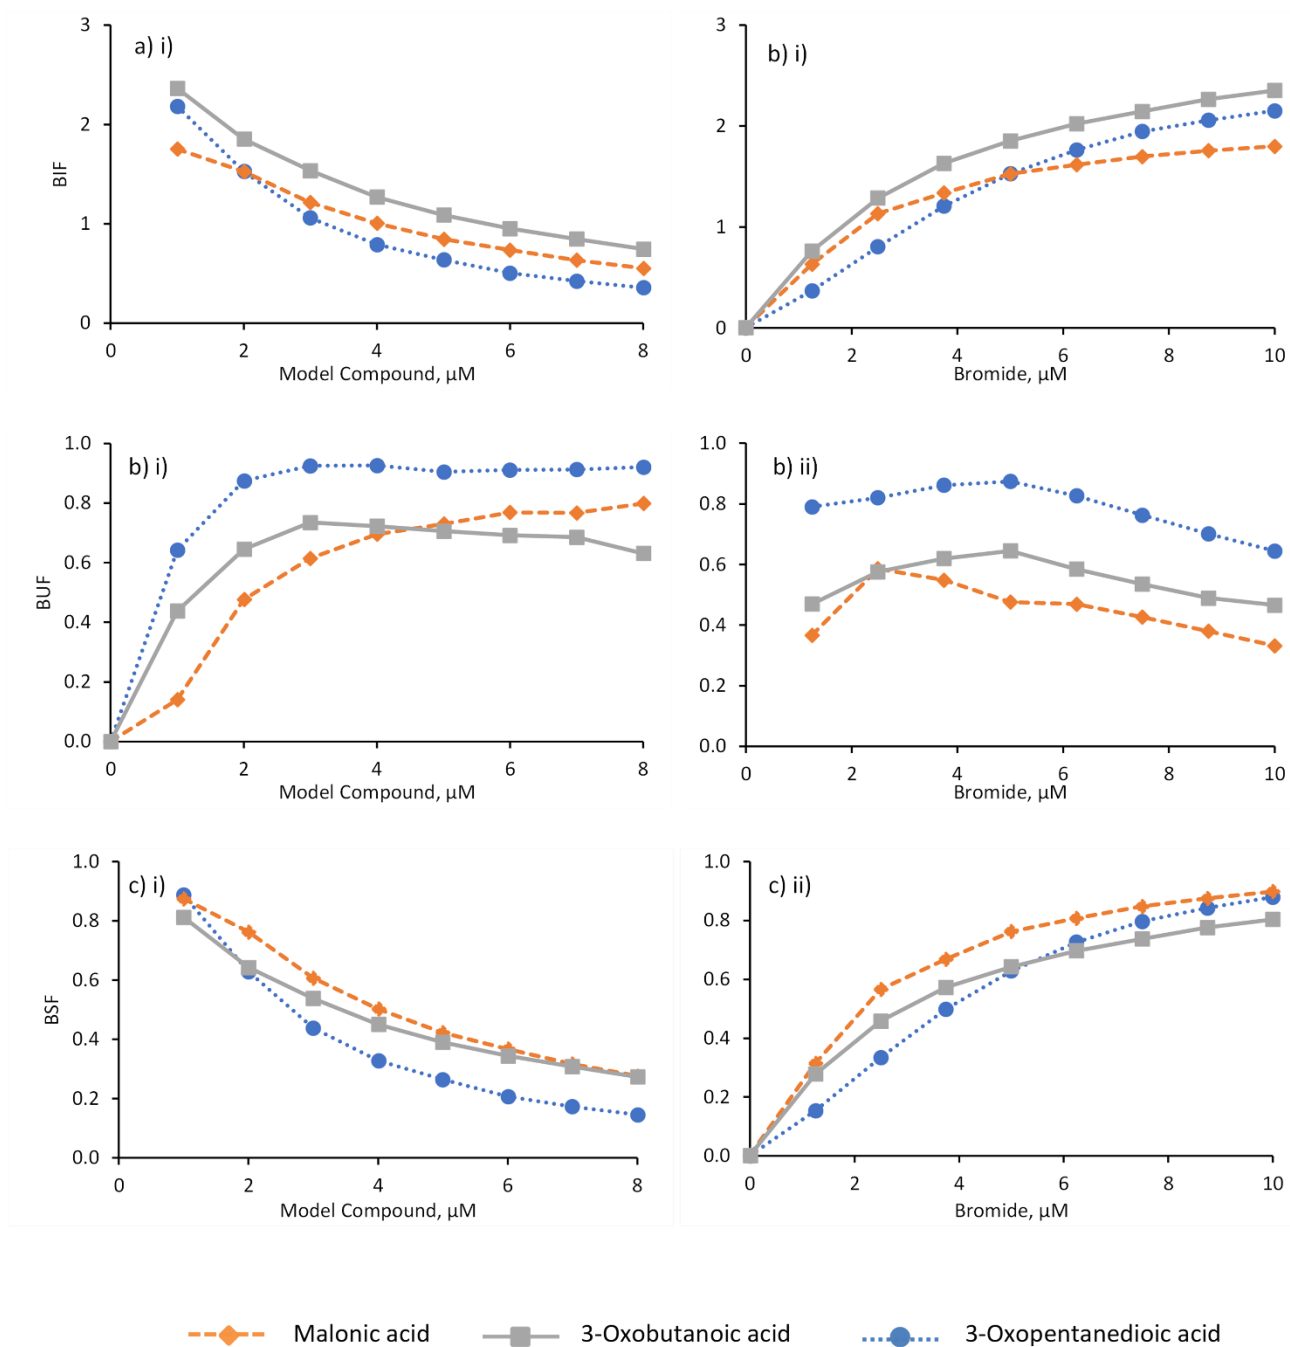 a) i)
3
2
1
0
BIF
0 2 4 6 8
Model Compound, µM
b) i)
3
2
1
0
0 2 4 6 8 10
Bromide, µM
b) i)
1.0
0.8
0.6
0.4
0.2
0.0
BUF
0 2 4 6 8
Model Compound, µM
b) ii)
1.0
0.8
0.6
0.4
0.2
0.0
0 2 4 6 8 10
Bromide, µM
c) i)
1.0
0.8
0.6
0.4
0.2
0.0
BSF
0 2 4 6 8
Model Compound, µM
c) ii)
1.0
0.8
0.6
0.4
0.2
0.0
0 2 4 6 8 10
Bromide, µM
Malonic acid 3-Oxobutanoic acid 3-Oxopentanedioic acid